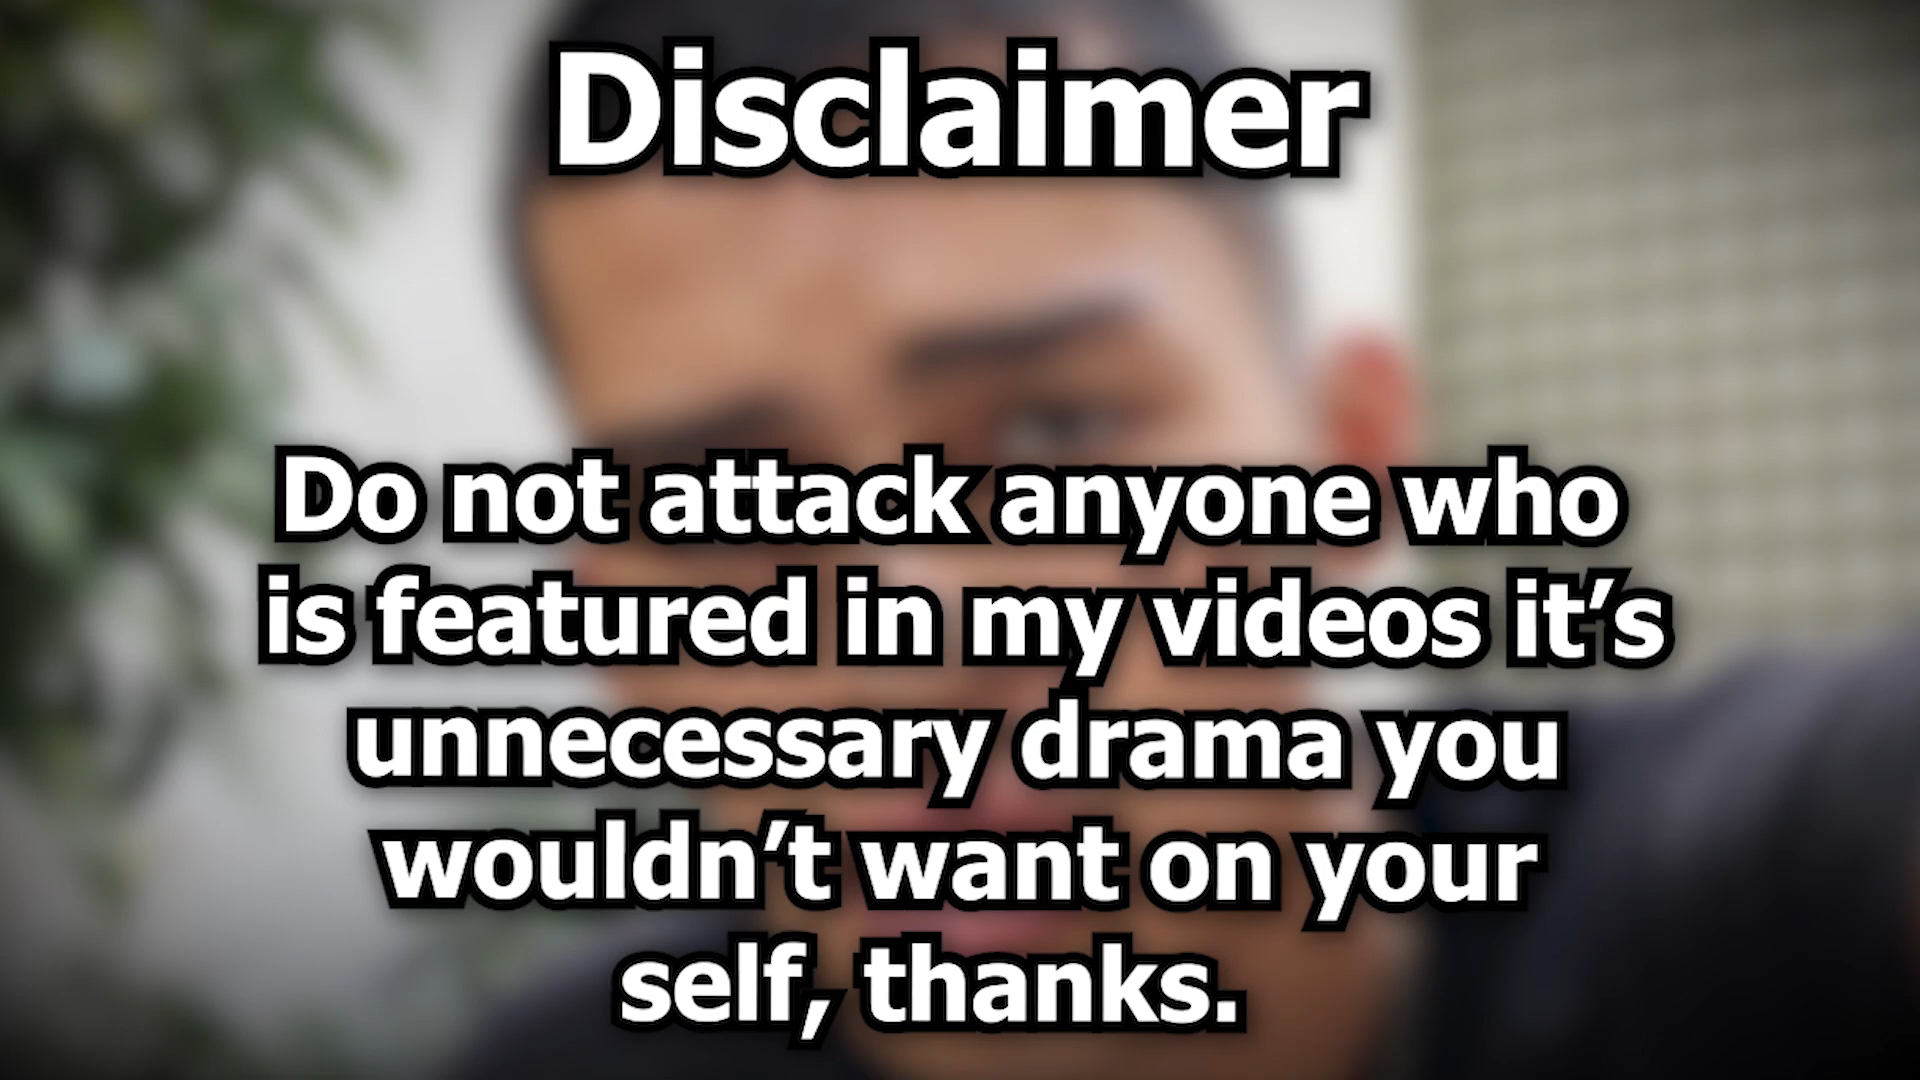 Disclaimer
Do not attack anyone who
is featured in my videos it’s
unnecessary drama you
wouldn’t want on your
self, thanks.